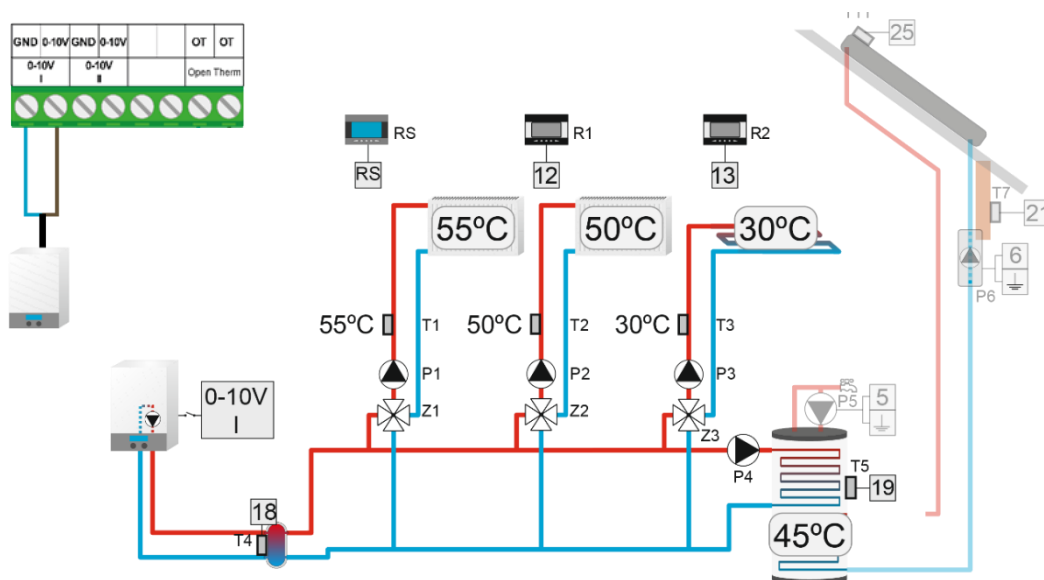 GND 0-10V GND 0-10V OT OT
0-10V 0-10V Open Therm
I II
RS R1 R2
RS 12 13
25
T7 21
6
P6
55ºC 50ºC 30ºC
55ºC T1 50ºC T2 30ºC T3
P1 P2 P3
Z1 Z2 Z3
0-10V
I
P5 5
P4
T5 19
18
T4
45ºC